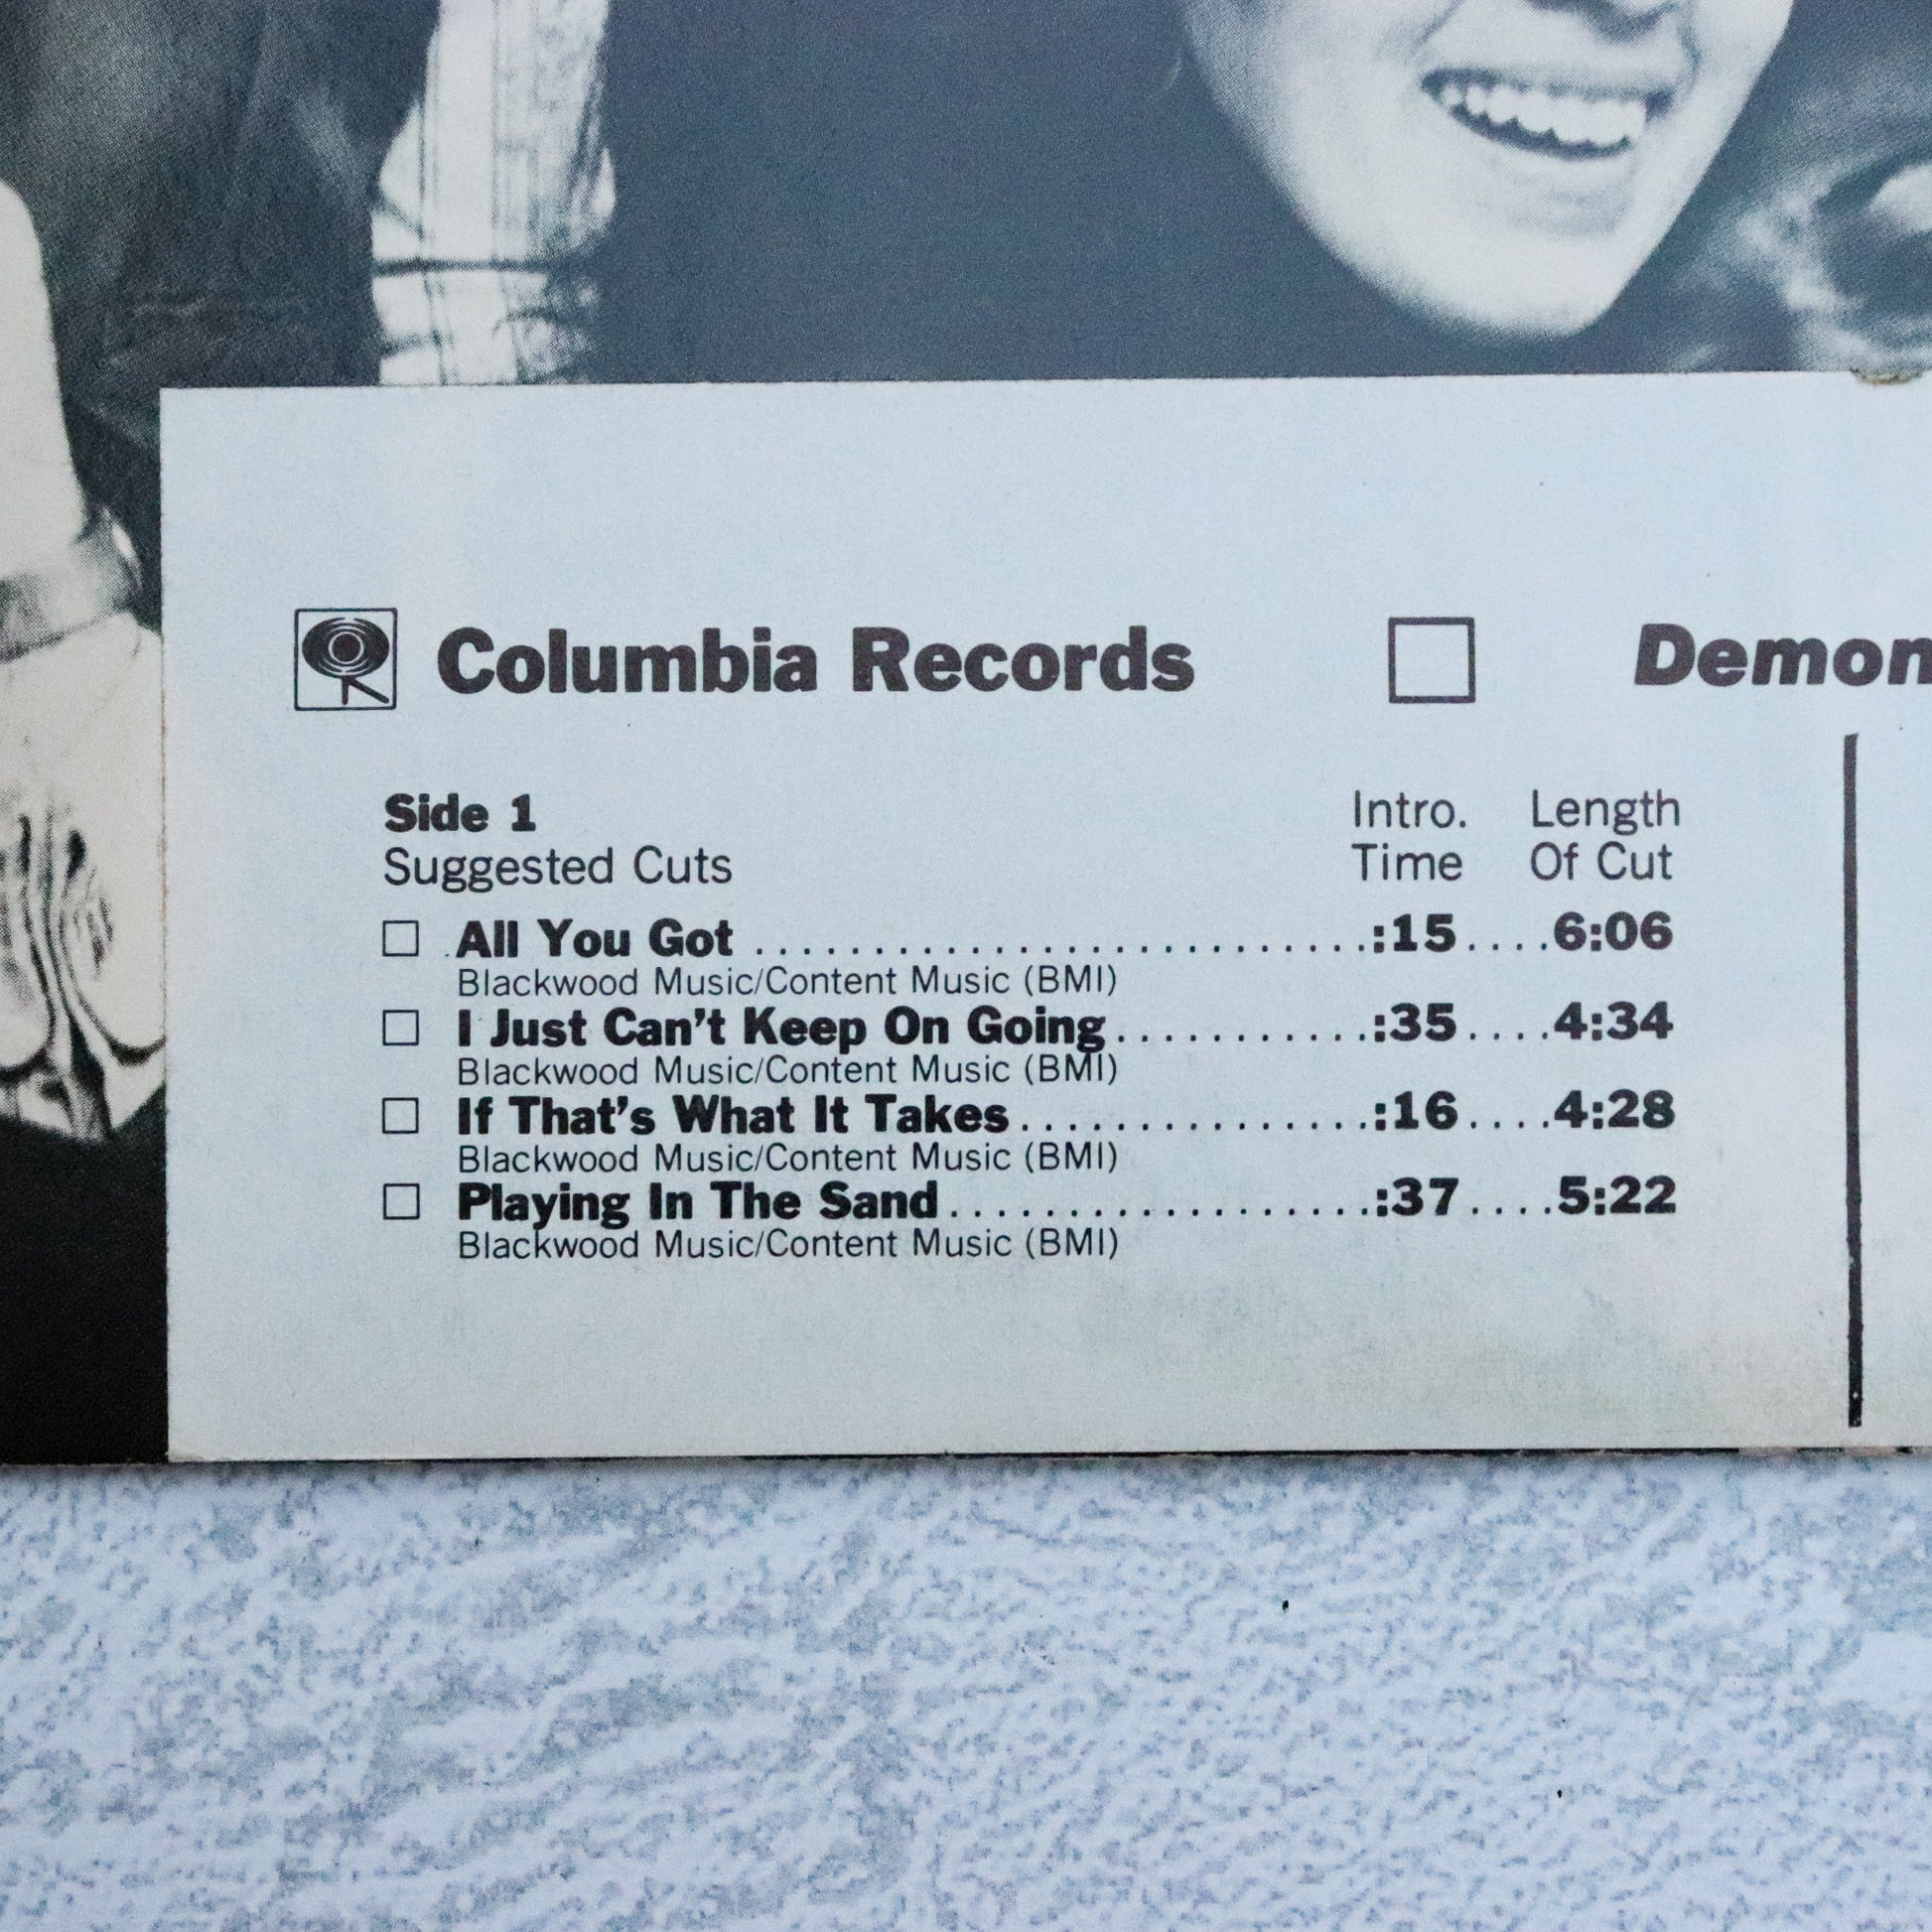 Columbia Records Demon
Side 1 Intro. Length
Suggested Cuts Time Of Cut
All You Got ..............................:15....6:06
Blackwood Music/Content Music (BMI)
I Just Can't Keep On Going............:35....4:34
Blackwood Music/Content Music (BMI)
If That's What It Takes................:16....4:28
Blackwood Music/Content Music (BMI)
Playing In The Sand...................:37....5:22
Blackwood Music/Content Music (BMI)